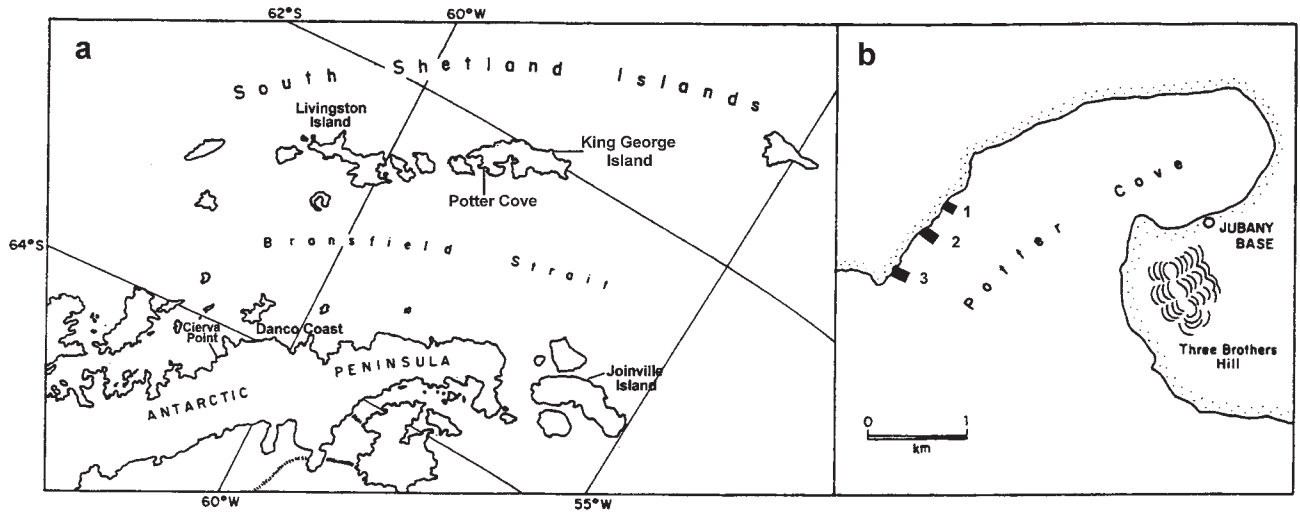 62°S
60°W
a
South Shetland Islands
Livingston
Island
King George
Island
Potter Cove
64°S
Bransfield Strait
Cierva
Point
Danco Coast
PENINSULA
Joinville
Island
ANTARCTIC
60°W
55°W
b
Potter Cove
1
2
3
JUBANY
BASE
Three Brothers
Hill
0 1
km